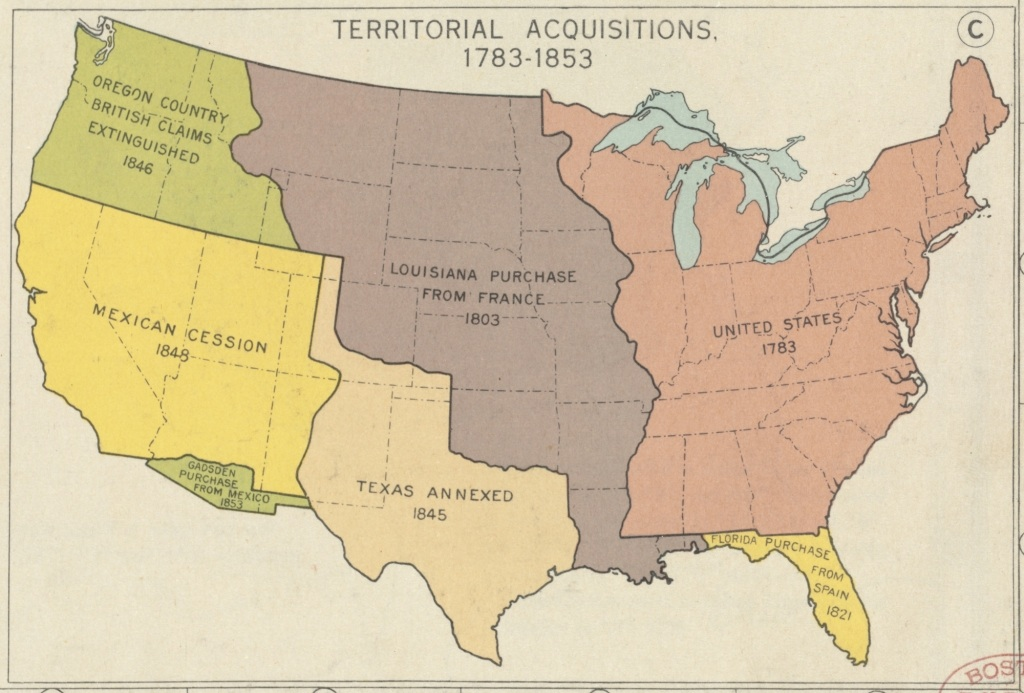 TERRITORIAL ACQUISITIONS,
1783-1853
C
OREGON COUNTRY
BRITISH CLAIMS
EXTINGUISHED
1846
LOUISIANA PURCHASE
FROM FRANCE
1803
UNITED STATES
1783
MEXICAN CESSION
1848
GADSDEN
PURCHASE
FROM MEXICO
1853
TEXAS ANNEXED
1845
FLORIDA PURCHASE
FROM
SPAIN
1821
BOST